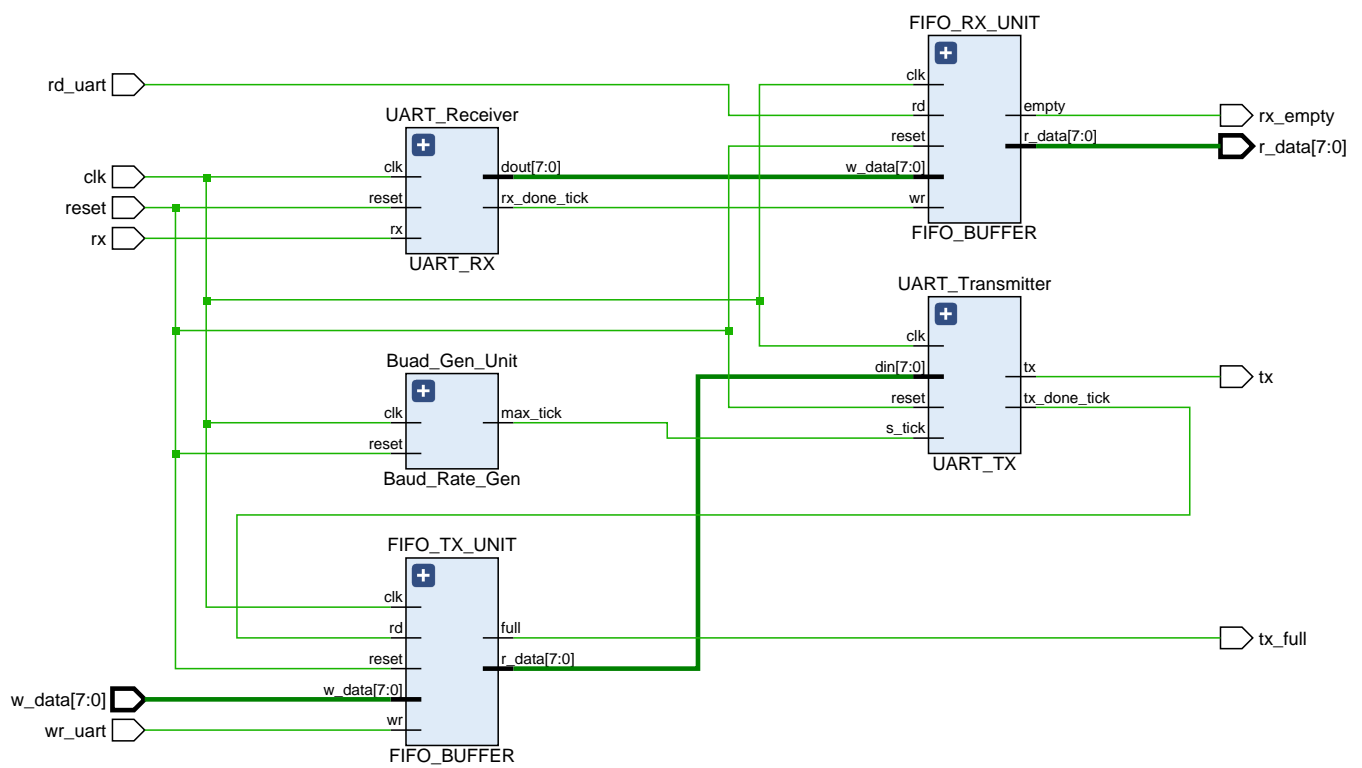 FIFO_RX_UNIT
clk
rd_uart
rd
empty
rx_empty
UART_Receiver
reset
r_data[7:0]
r_data[7:0]
clk
clk
dout[7:0]
w_data[7:0]
reset
reset
rx_done_tick
wr
rx
rx
FIFO_BUFFER
UART_RX
UART_Transmitter
clk
Buad_Gen_Unit
din[7:0]
tx
tx
reset
tx_done_tick
clk
max_tick
s_tick
reset
UART_TX
Baud_Rate_Gen
FIFO_TX_UNIT
clk
rd
full
tx_full
reset
r_data[7:0]
w_data[7:0]
w_data[7:0]
wr_uart
wr
FIFO_BUFFER